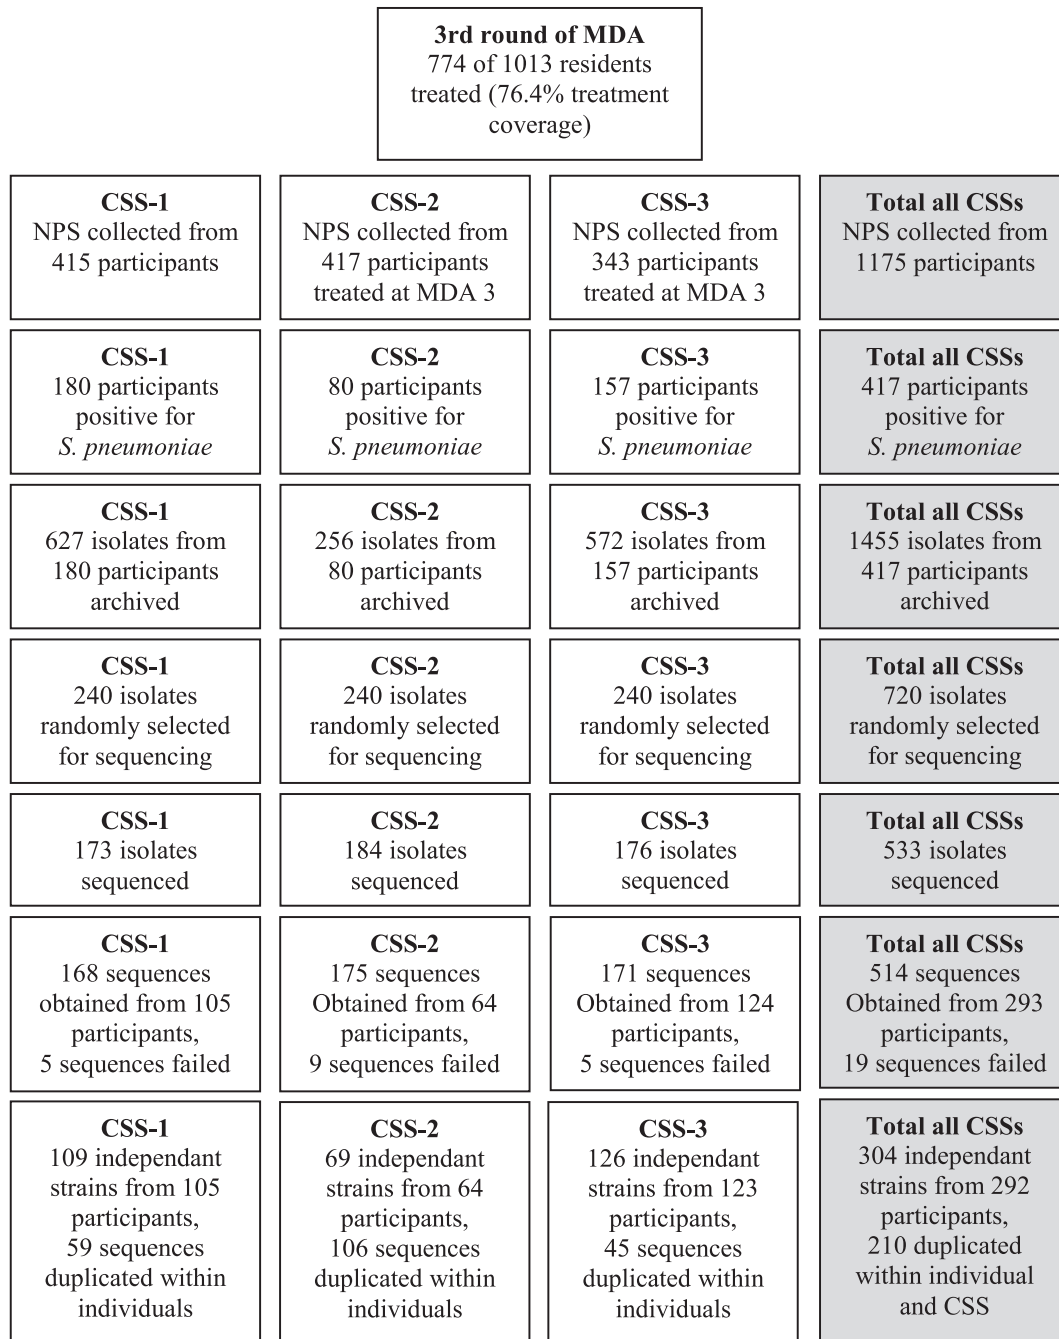 3rd round of MDA
774 of 1013 residents
treated (76.4% treatment
coverage)
CSS-1
NPS collected from
415 participants
CSS-2
NPS collected from
417 participants
treated at MDA 3
CSS-3
NPS collected from
343 participants
treated at MDA 3
Total all CSSs
NPS collected from
1175 participants
CSS-1
180 participants
positive for
S. pneumoniae
CSS-2
80 participants
positive for
S. pneumoniae
CSS-3
157 participants
positive for
S. pneumoniae
Total all CSSs
417 participants
positive for
S. pneumoniae
CSS-1
627 isolates from
180 participants
archived
CSS-2
256 isolates from
80 participants
archived
CSS-3
572 isolates from
157 participants
archived
Total all CSSs
1455 isolates from
417 participants
archived
CSS-1
240 isolates
randomly selected
for sequencing
CSS-2
240 isolates
randomly selected
for sequencing
CSS-3
240 isolates
randomly selected
for sequencing
Total all CSSs
720 isolates
randomly selected
for sequencing
CSS-1
173 isolates
sequenced
CSS-2
184 isolates
sequenced
CSS-3
176 isolates
sequenced
Total all CSSs
533 isolates
sequenced
CSS-1
168 sequences
obtained from 105
participants,
5 sequences failed
CSS-2
175 sequences
Obtained from 64
participants,
9 sequences failed
CSS-3
171 sequences
Obtained from 124
participants,
5 sequences failed
Total all CSSs
514 sequences
Obtained from 293
participants,
19 sequences failed
CSS-1
109 independant
strains from 105
participants,
59 sequences
duplicated within
individuals
CSS-2
69 independant
strains from 64
participants,
106 sequences
duplicated within
individuals
CSS-3
126 independant
strains from 123
participants,
45 sequences
duplicated within
individuals
Total all CSSs
304 independant
strains from 292
participants,
210 duplicated
within individual
and CSS